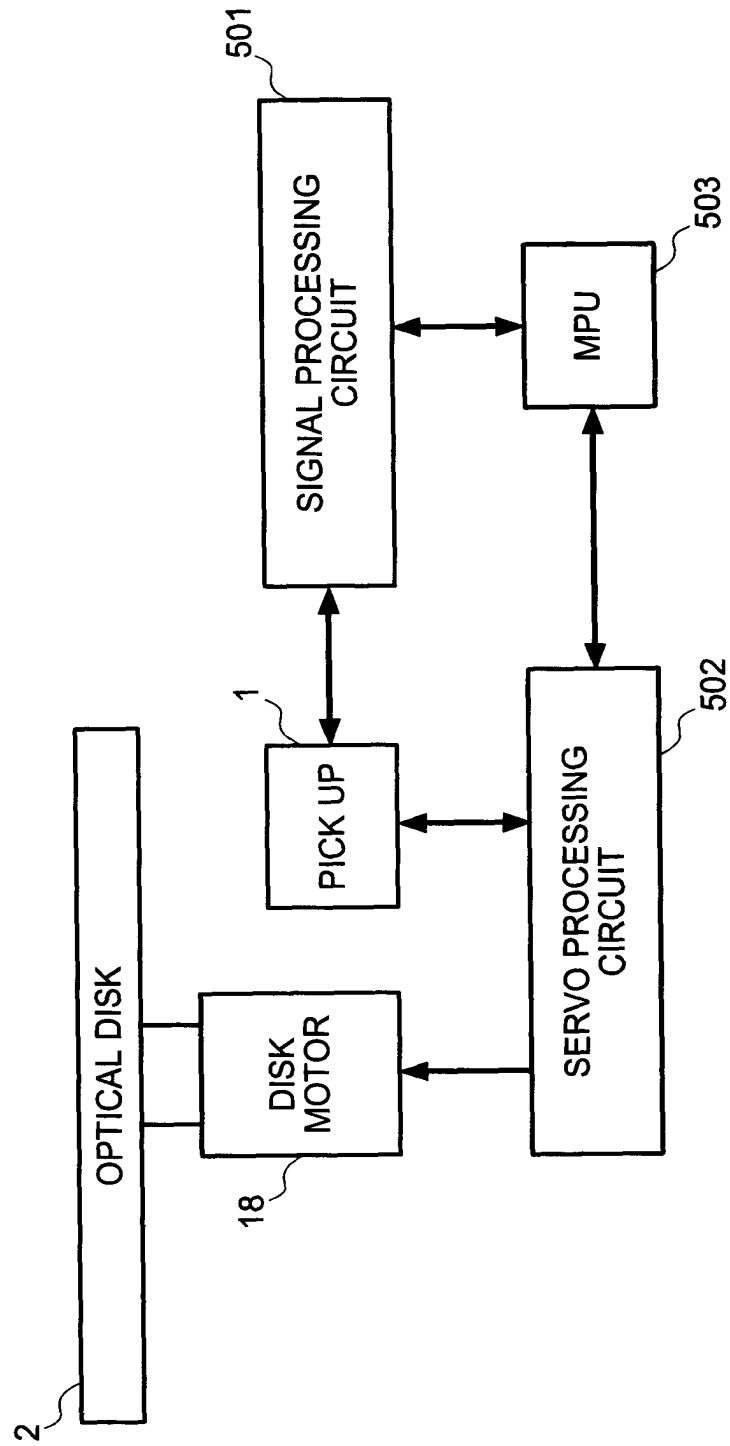 2
OPTICAL DISK
18
DISK
MOTOR
1
PICK UP
501
SIGNAL PROCESSING
CIRCUIT
502
SERVO PROCESSING
CIRCUIT
503
MPU